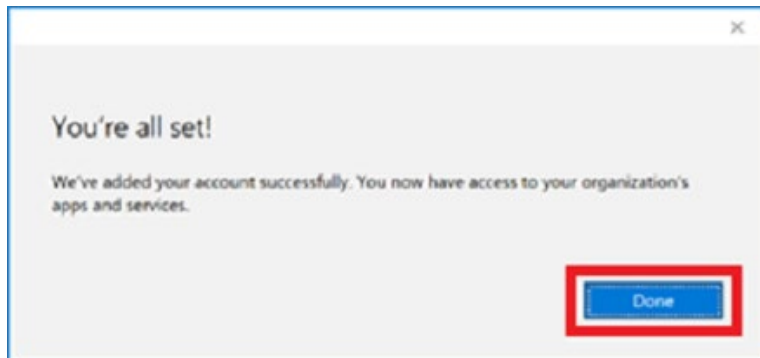 You're all set!
We've added your account successfully. You now have access to your organization's
apps and services.
Done